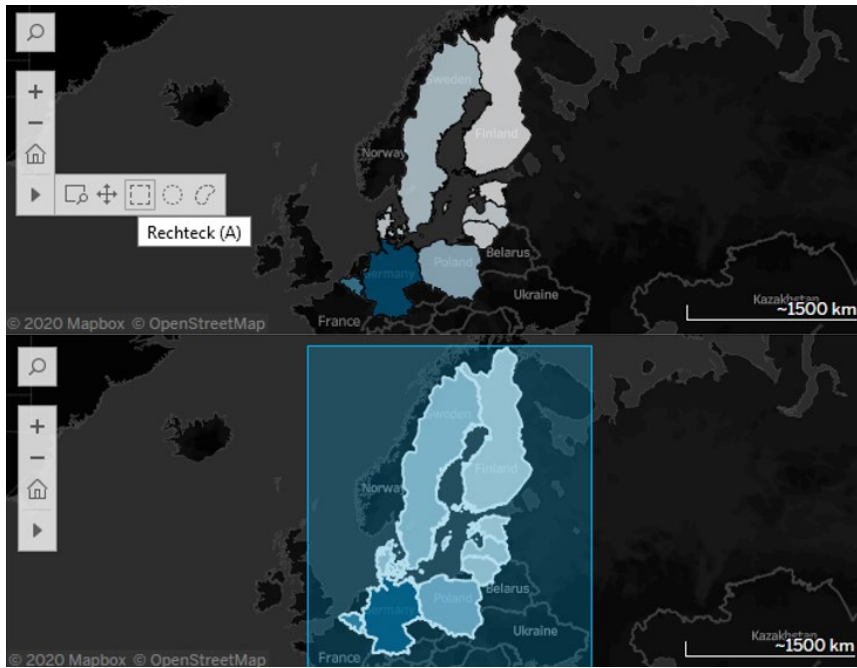 Sweden
Finland
Norway
Rechteck (A)
Belarus
Germany
Poland
Ukraine
Kazakhstan
~1500 km
France
© 2020 Mapbox © OpenStreetMap
Sweden
Finland
Norway
Belarus
Germany
Poland
Ukraine
Kazakhstan
~1500 km
France
© 2020 Mapbox © OpenStreetMap